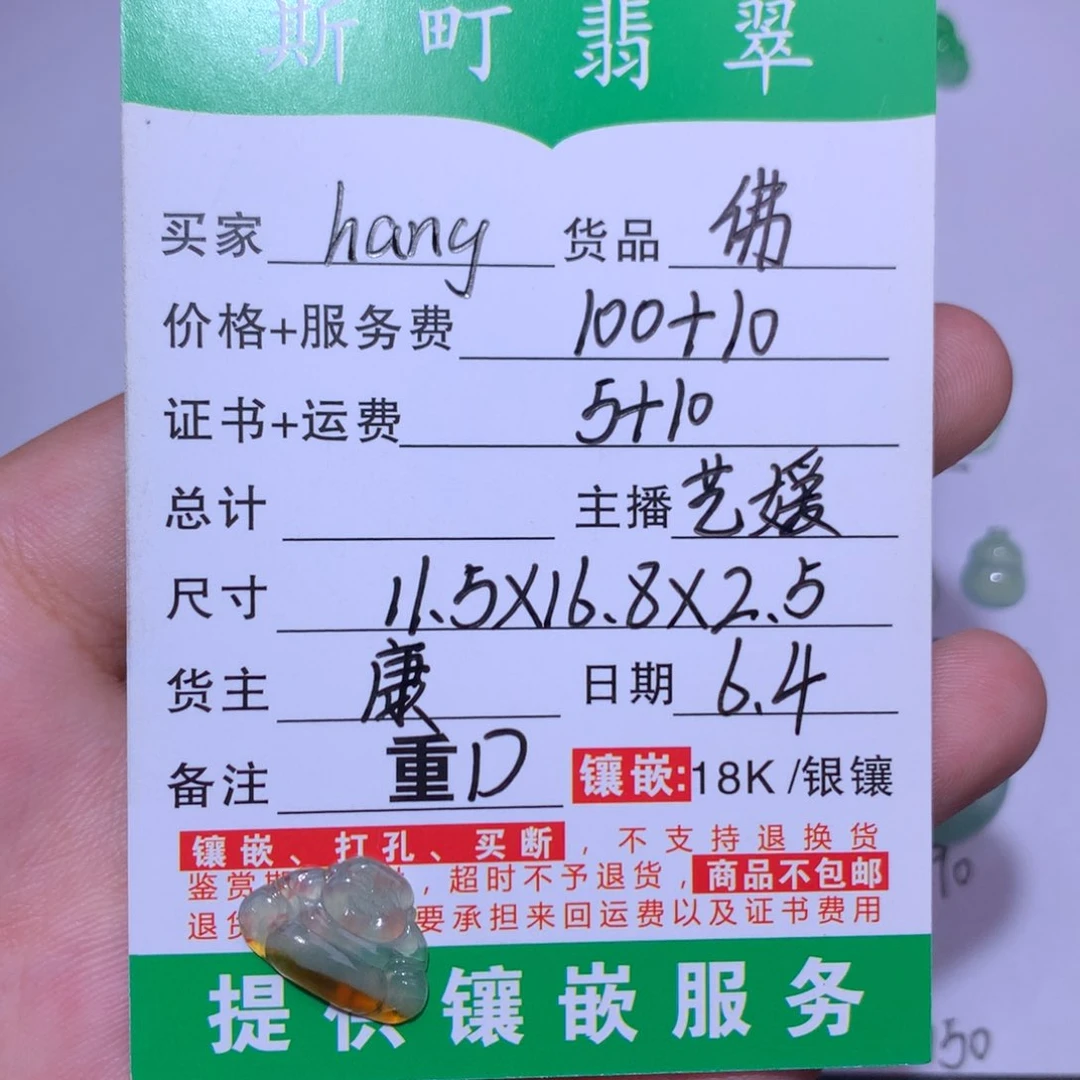 斯町翡翠
买家 hang 货品 佛
价格+服务费 100+10
证书+运费 5+10
总计 主播 艺媛
尺寸 11.5X16.8X2.5
货主 康 日期 6.4
备注 重D 镶嵌:18K /银镶
镶嵌、打孔、买断,不支持退换货
鉴赏期,超时不予退货,商品不包邮
退货要承担来回运费以及证书费用
提供镶嵌服务
90
50